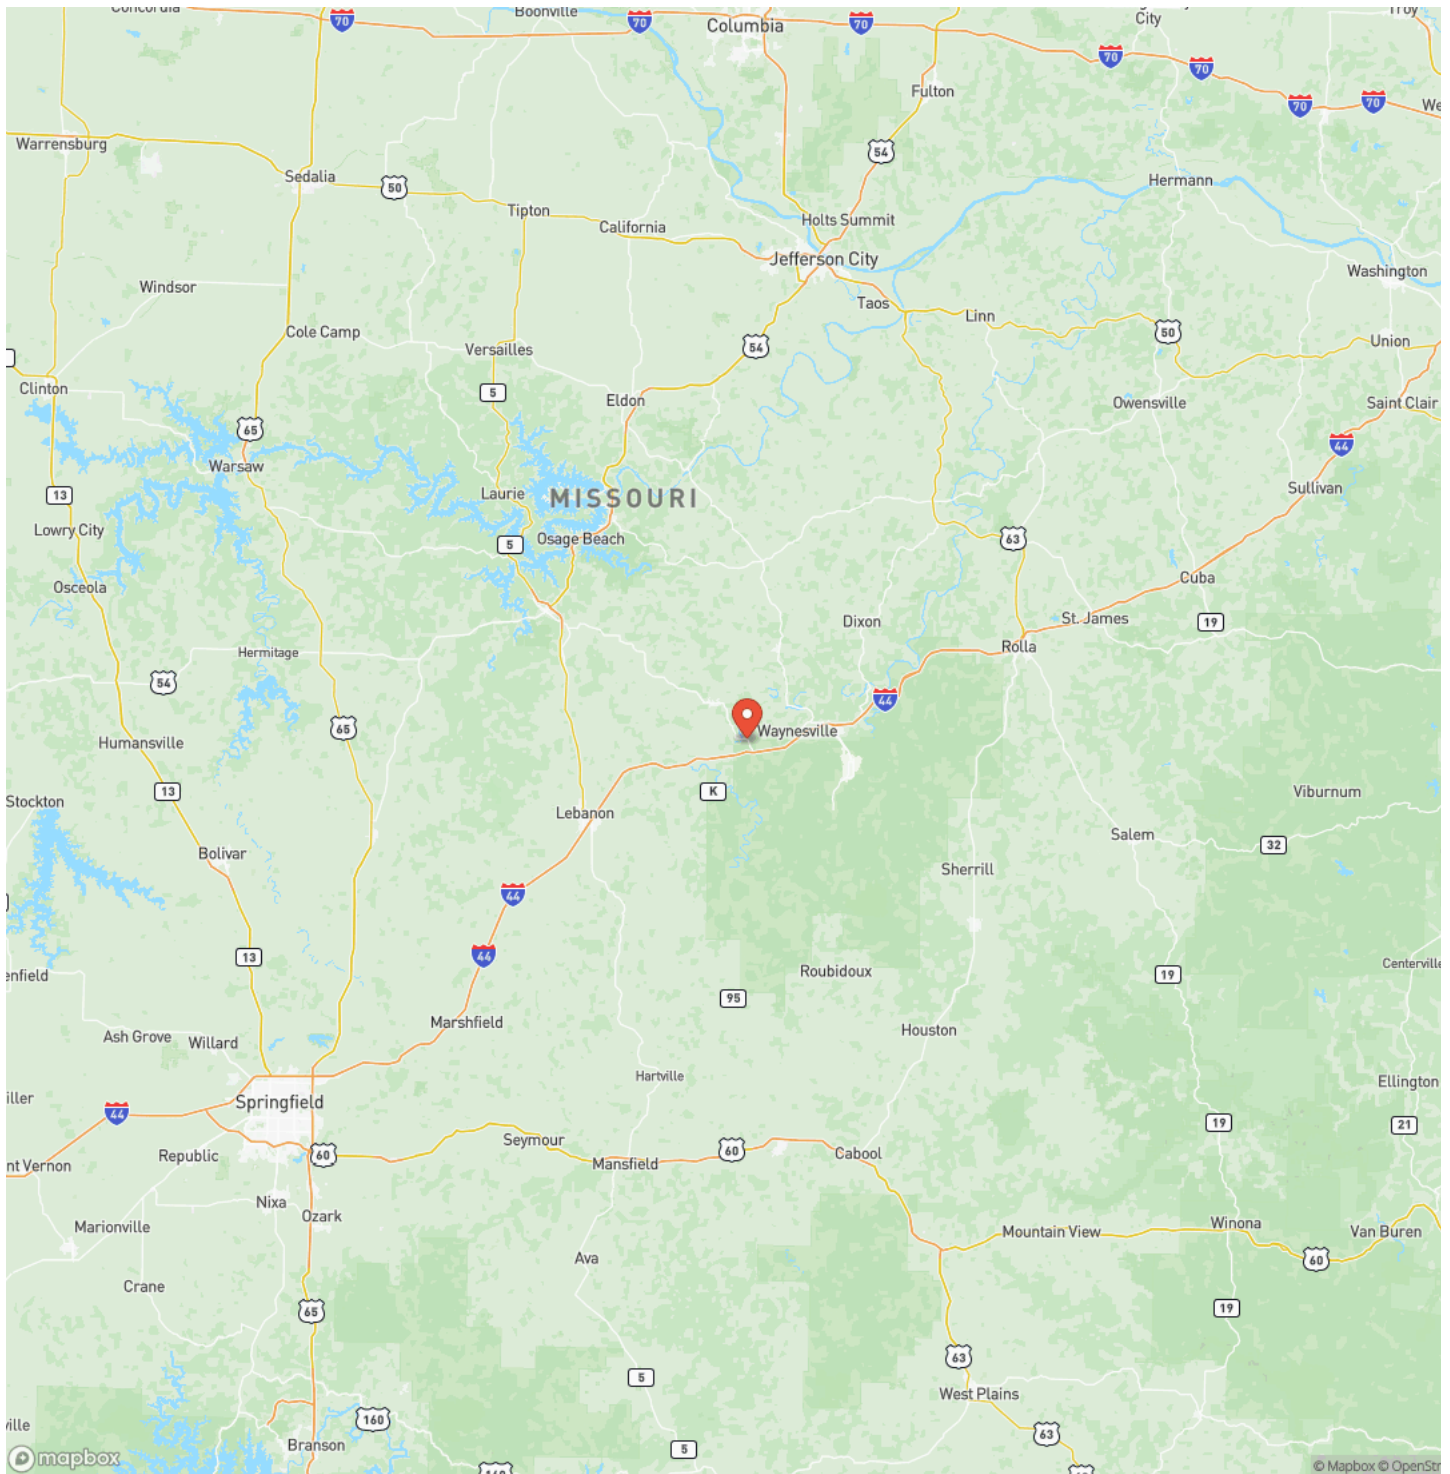 Concordia
Boonville
Columbia
City
Troy
70
70
70
70
70
70
70
Fulton
We
Warrensburg
54
Sedalia
50
Hermann
Tipton
California
Holts Summit
Jefferson City
Washington
Windsor
Taos
Linn
Cole Camp
50
Versailles
54
Union
Clinton
5
Eldon
Owensville
Saint Clair
65
44
Warsaw
13
Laurie
MISSOURI
Sullivan
Lowry City
5
Osage Beach
63
Osceola
Cuba
Dixon
St. James
19
Hermitage
Rolla
54
44
65
Waynesville
Humansville
13
K
Viburnum
Stockton
Lebanon
Salem
32
Bolivar
Sherrill
44
13
44
Roubidoux
19
Centerville
enfield
95
Marshfield
Houston
Ash Grove
Willard
Hartville
Ellington
iller
Springfield
44
19
21
Seymour
60
Cabool
Republic
60
Mansfield
nt Vernon
Nixa
Ozark
Marionville
Mountain View
Winona
Van Buren
Ava
60
Crane
65
19
63
5
West Plains
160
ville
63
Branson
5
mapbox
160
63
© Mapbox © OpenStr